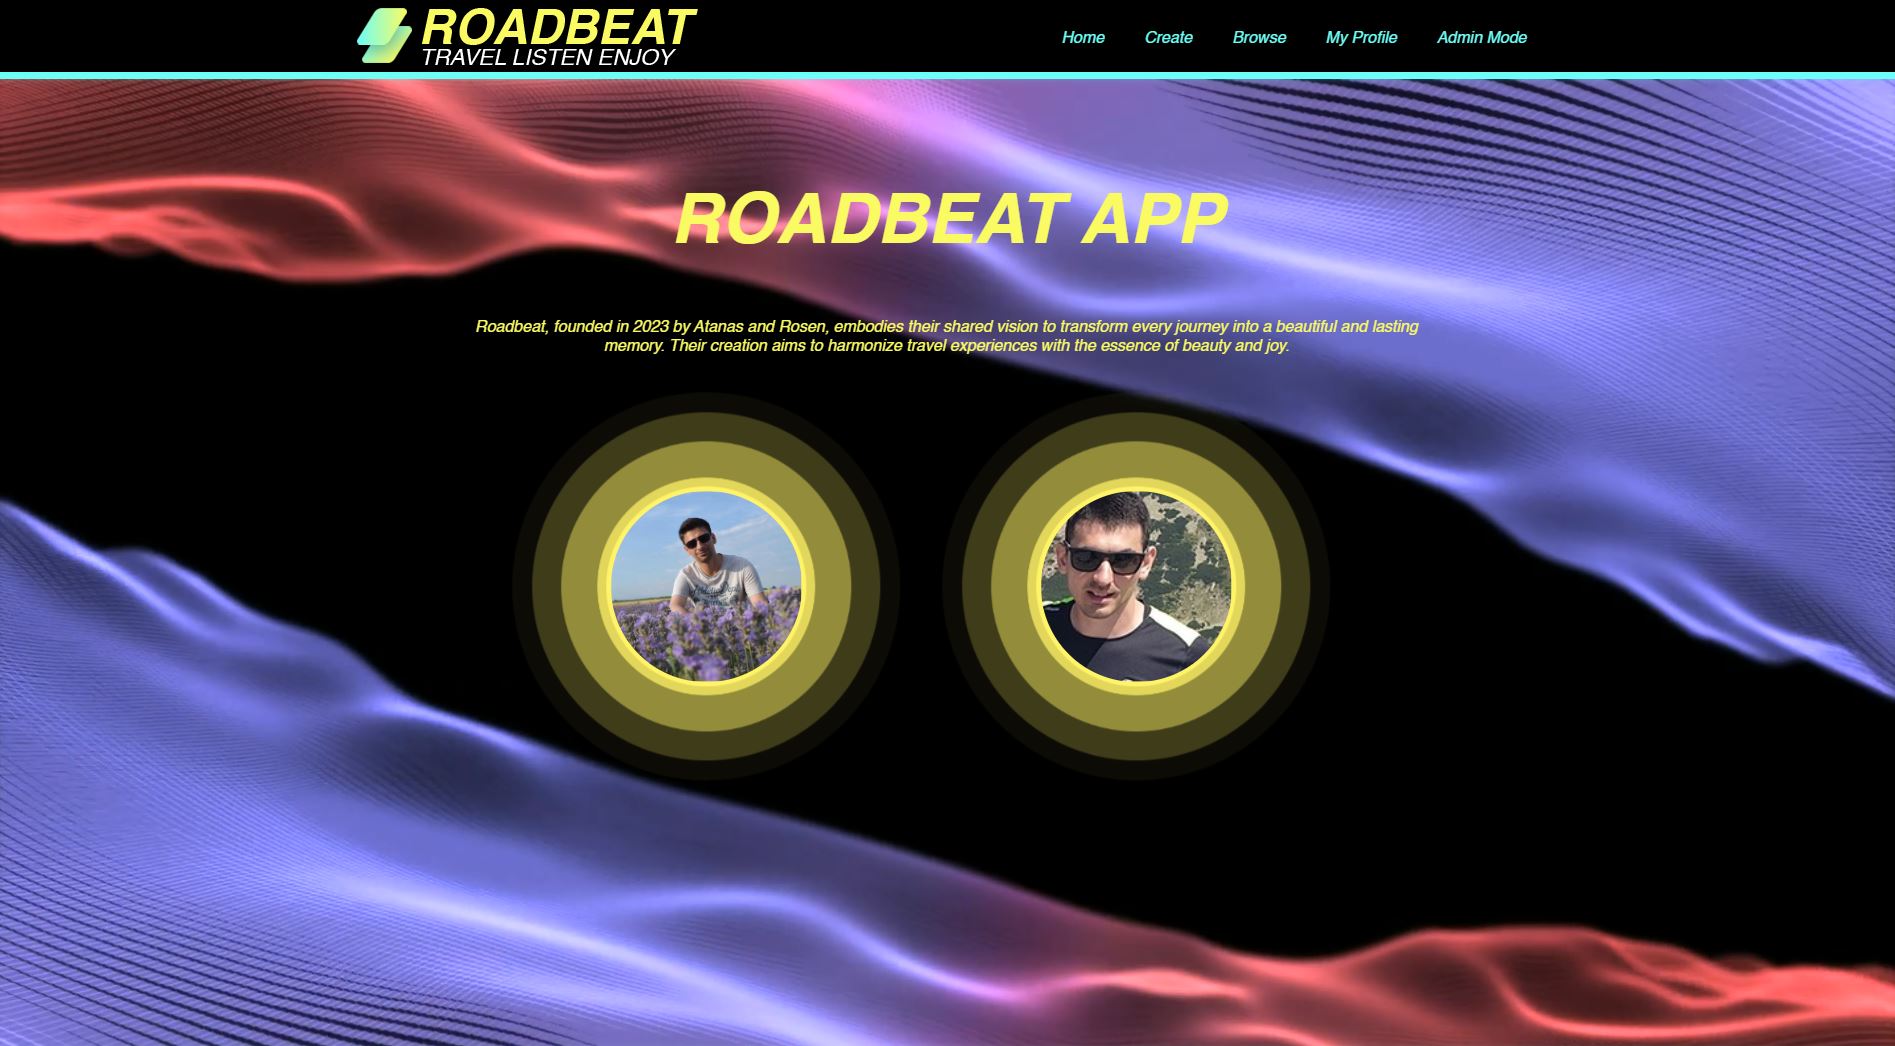 ROADBEAT
TRAVEL LISTEN ENJOY
Home
Create
Browse
My Profile
Admin Mode
ROADBEAT APP
Roadbeat, founded in 2023 by Atanas and Rosen, embodies their shared vision to transform every journey into a beautiful and lasting
memory. Their creation aims to harmonize travel experiences with the essence of beauty and joy.